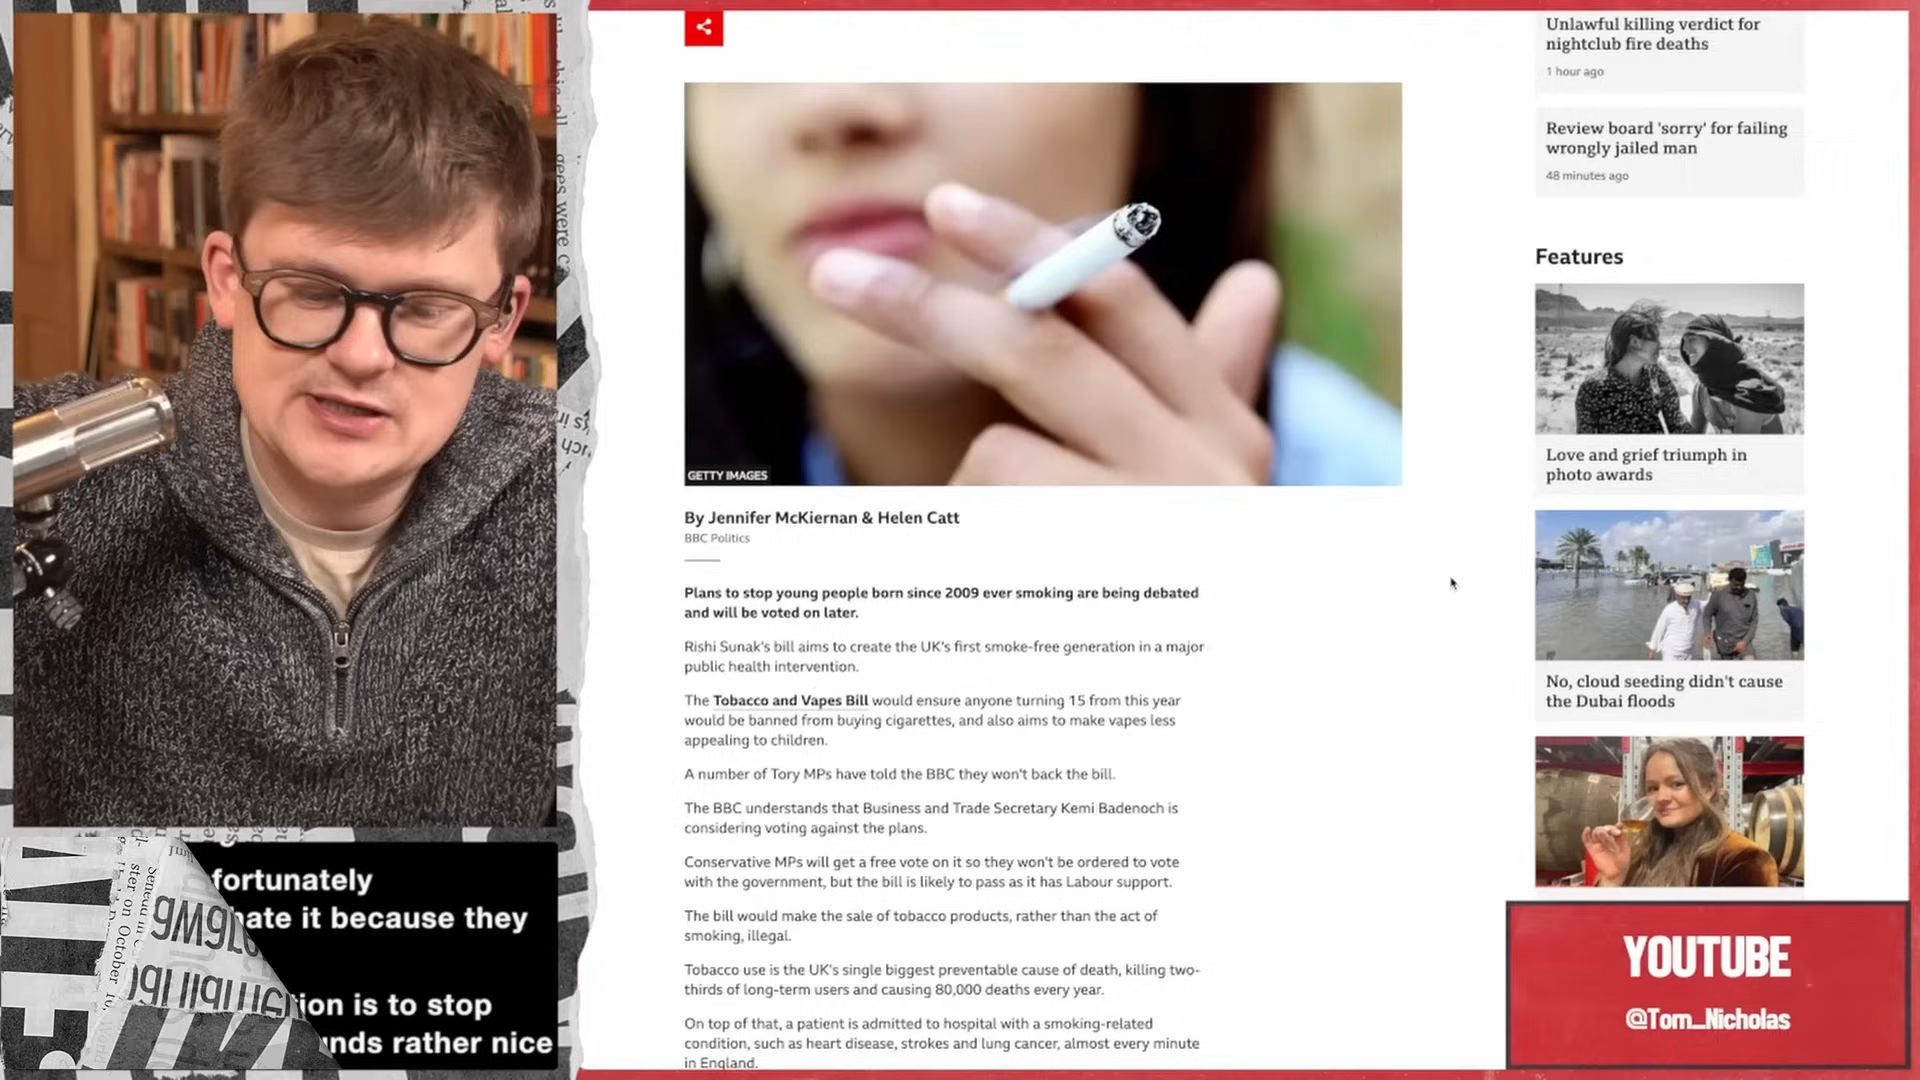 Unlawful killing verdict for
nightclub fire deaths
1 hour ago
Review board 'sorry' for failing
wrongly jailed man
48 minutes ago
Features
Love and grief triumph in
photo awards
No, cloud seeding didn't cause
the Dubai floods
GETTY IMAGES
By Jennifer McKiernan & Helen Catt
BBC Politics
Plans to stop young people born since 2009 ever smoking are being debated
and will be voted on later.
Rishi Sunak's bill aims to create the UK's first smoke-free generation in a major
public health intervention.
The Tobacco and Vapes Bill would ensure anyone turning 15 from this year
would be banned from buying cigarettes, and also aims to make vapes less
appealing to children.
A number of Tory MPs have told the BBC they won't back the bill.
The BBC understands that Business and Trade Secretary Kemi Badenoch is
considering voting against the plans.
Conservative MPs will get a free vote on it so they won't be ordered to vote
with the government, but the bill is likely to pass as it has Labour support.
The bill would make the sale of tobacco products, rather than the act of
smoking, illegal.
Tobacco use is the UK's single biggest preventable cause of death, killing two-
thirds of long-term users and causing 80,000 deaths every year.
On top of that, a patient is admitted to hospital with a smoking-related
condition, such as heart disease, strokes and lung cancer, almost every minute
in England.
fortunately
hate it because they
tion is to stop
unds rather nice
gees were c
ster on October 10,
YOUTUBE
@Tom_Nicholas